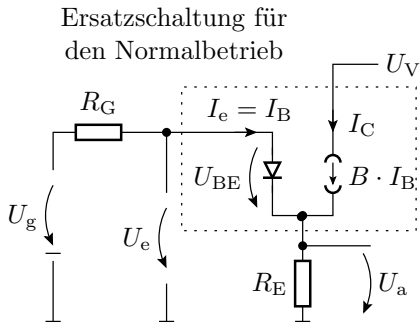 Ersatzschaltung für
den Normalbetrieb
U_V
R_G
I_e = I_B
I_C
U_BE
B · I_B
U_g
U_e
R_E
U_a